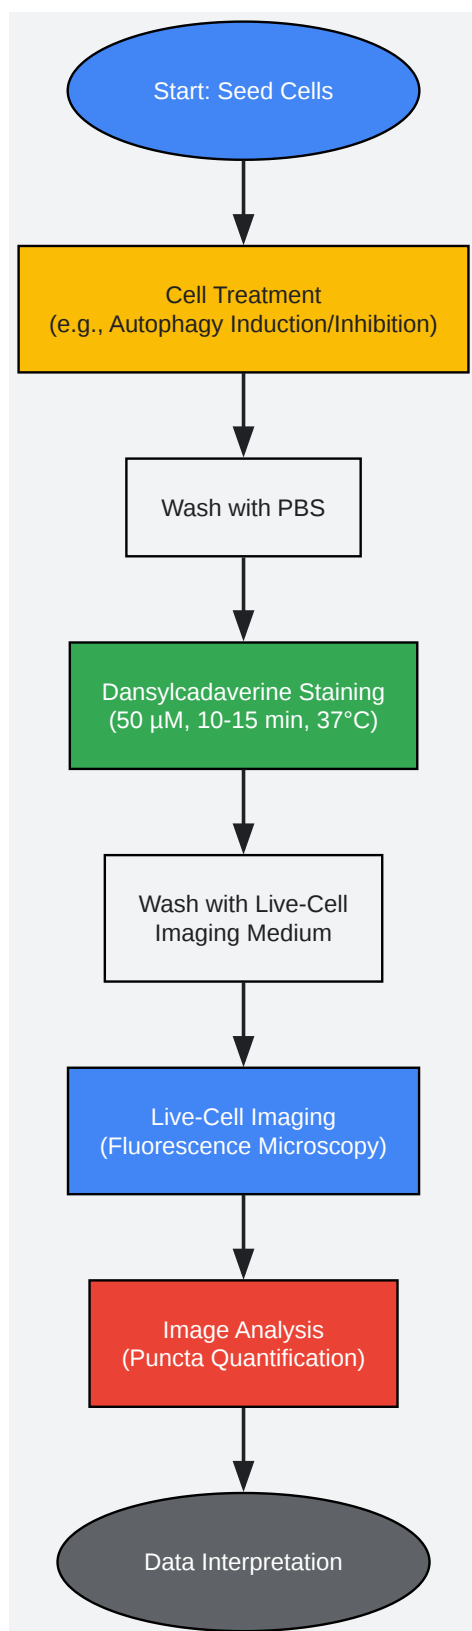 Start: Seed Cells
Cell Treatment
(e.g., Autophagy Induction/Inhibition)
Wash with PBS
Dansylcadaverine Staining
(50 µM, 10-15 min, 37°C)
Wash with Live-Cell
Imaging Medium
Live-Cell Imaging
(Fluorescence Microscopy)
Image Analysis
(Puncta Quantification)
Data Interpretation